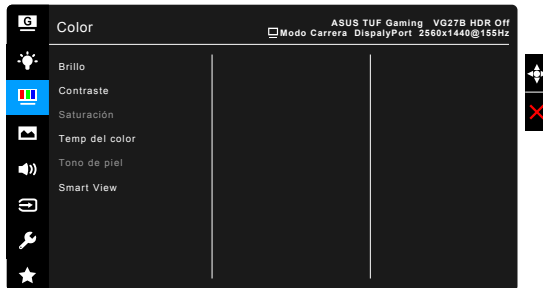 G
Color
ASUS TUF Gaming VG27B HDR Off
Modo Carrera DispalyPort 2560x1440@155Hz
Brillo
Contraste
Saturación
Temp del color
Tono de piel
Smart View